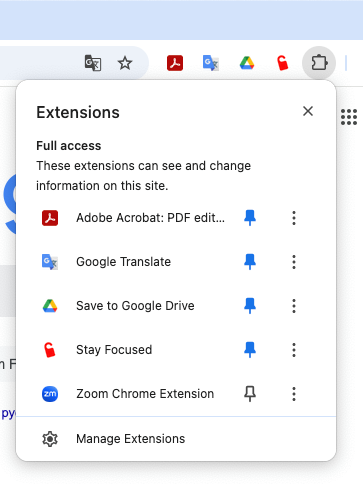 Extensions
Full access
These extensions can see and change
information on this site.
Adobe Acrobat: PDF edit...
Google Translate
Save to Google Drive
Stay Focused
zm Zoom Chrome Extension
Manage Extensions